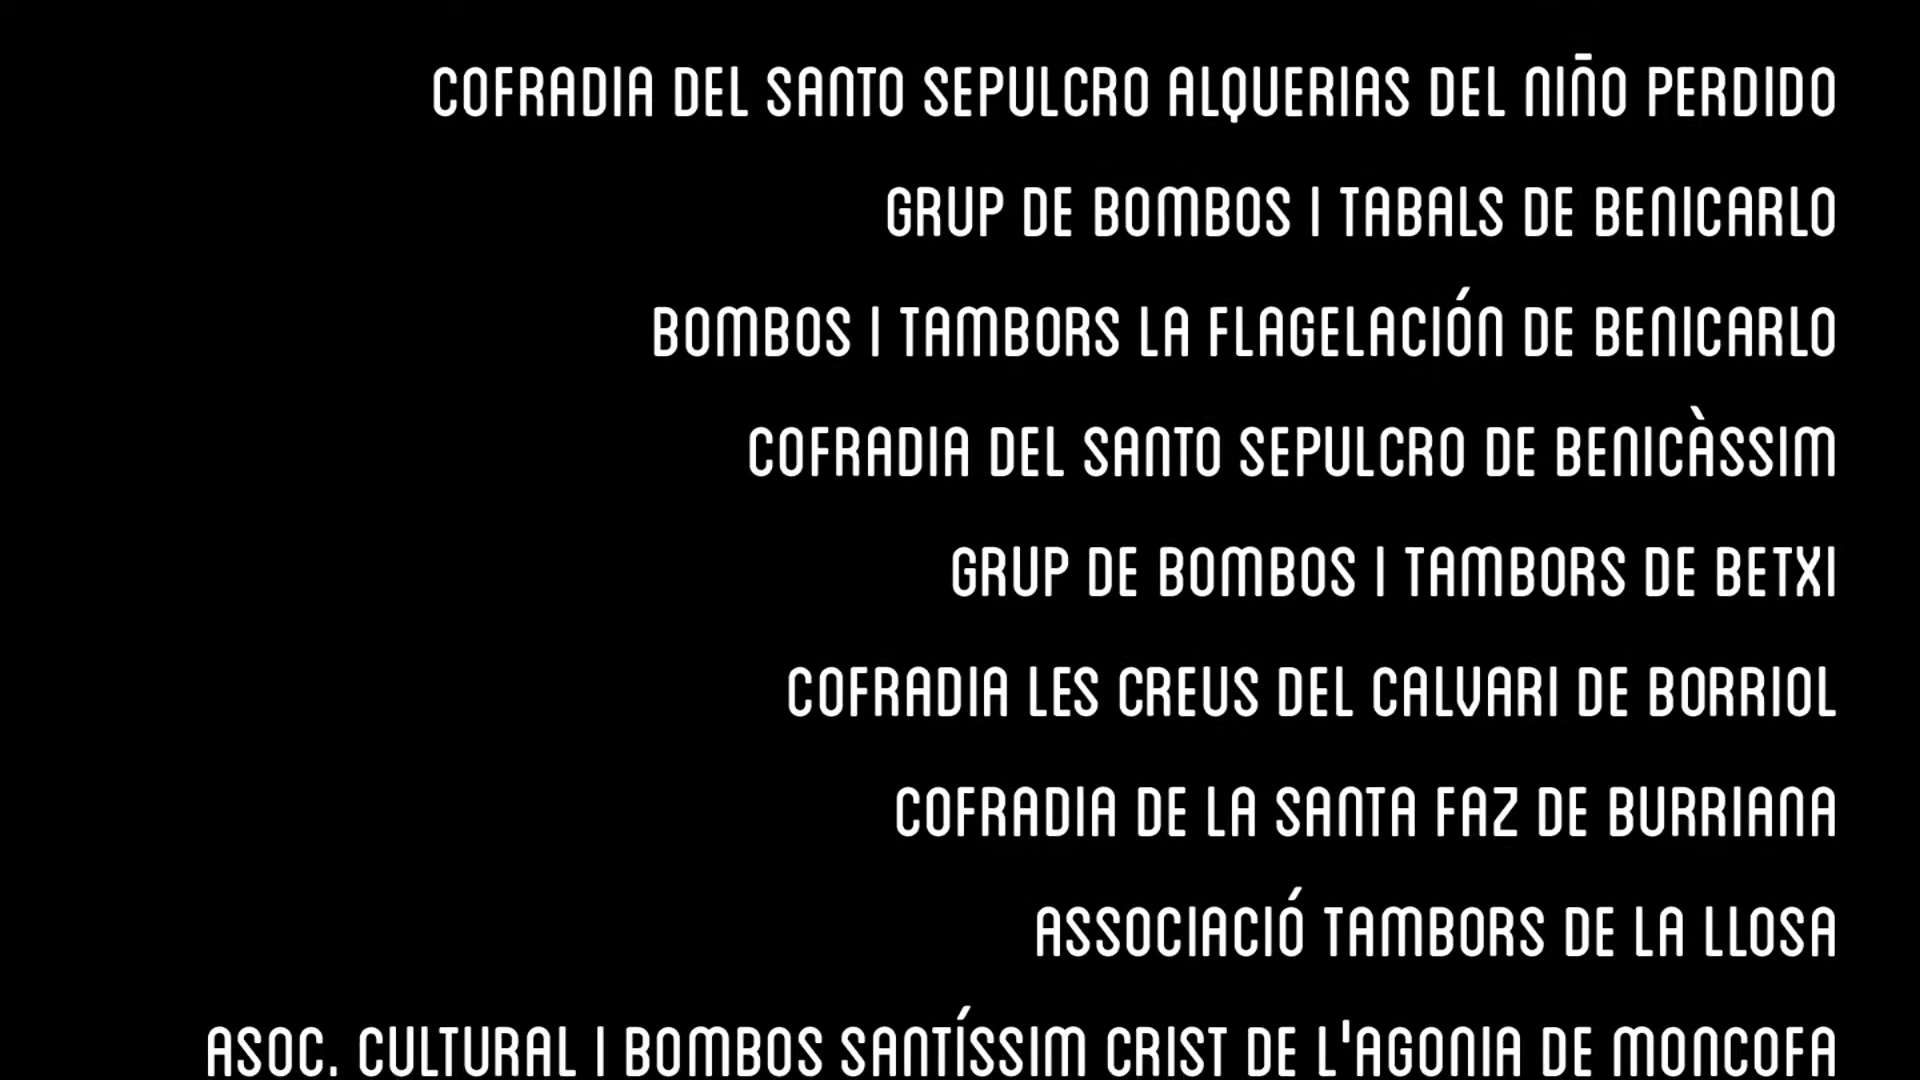 COFRADIA DEL SANTO SEPULCRO ALQUERIAS DEL NIÑO PERDIDO
GRUP DE BOMBOS I TABALS DE BENICARLO
BOMBOS I TAMBORS LA FLAGELACIÓN DE BENICARLO
COFRADIA DEL SANTO SEPULCRO DE BENICÀSSIM
GRUP DE BOMBOS I TAMBORS DE BETXI
COFRADIA LES CREUS DEL CALVARI DE BORRIOL
COFRADIA DE LA SANTA FAZ DE BURRIANA
ASSOCIACIÓ TAMBORS DE LA LLOSA
ASOC. CULTURAL I BOMBOS SANTÍSSIM CRIST DE L'AGONIA DE MONCOFA